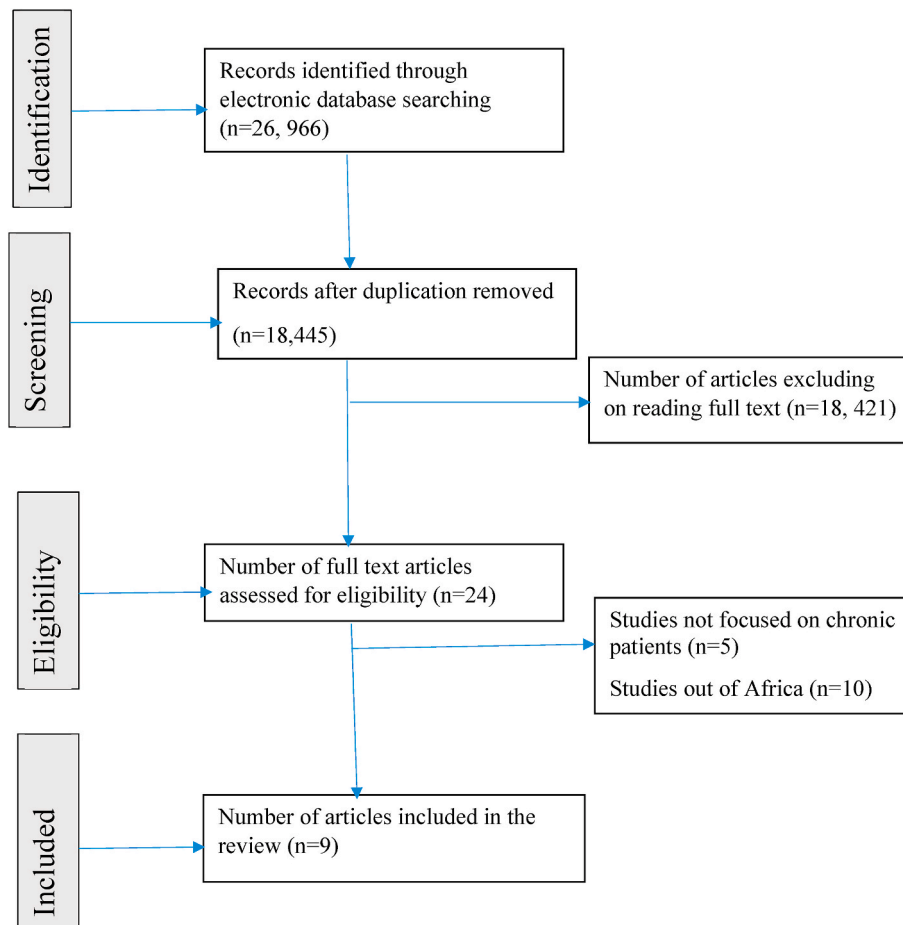 Identification
Records identified through
electronic database searching
(n=26, 966)
Screening
Records after duplication removed
(n=18,445)
Number of articles excluding
on reading full text (n=18, 421)
Eligibility
Number of full text articles
assessed for eligibility (n=24)
Studies not focused on chronic
patients (n=5)
Studies out of Africa (n=10)
Included
Number of articles included in the
review (n=9)